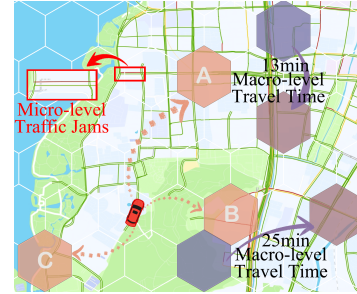 A
13min
Macro-level
Travel Time
Micro-level
Traffic Jams
B
C
25min
Macro-level
Travel Time